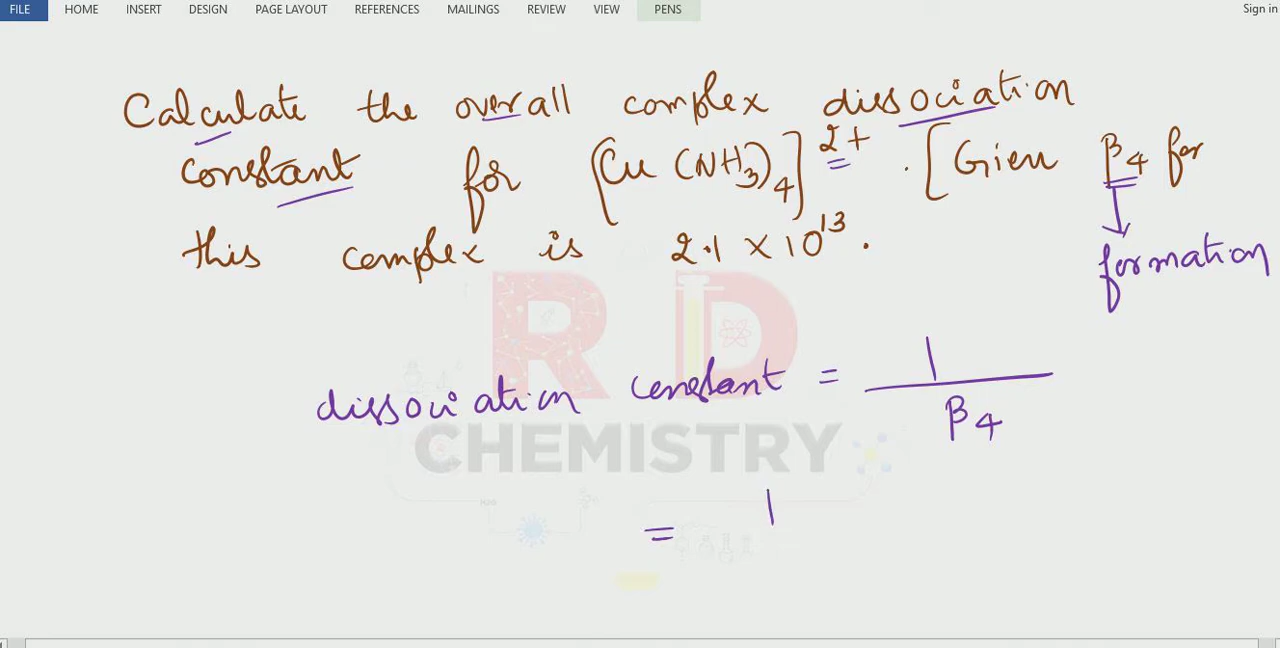 FILE HOME INSERT DESIGN PAGE LAYOUT REFERENCES MAILINGS REVIEW VIEW PENS Sign in
Calculate the overall complex dissociation
constant for [Cu(NH3)4]2+. [Gien β4 for
this complex is 2.1 × 10^13.
formation
RD
dissociation constant = 1/β4
CHEMISTRY
= 1